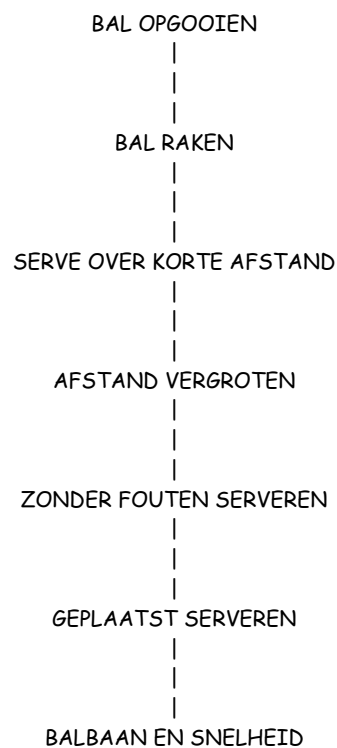 BAL OPGOOIEN
BAL RAKEN
SERVE OVER KORTE AFSTAND
AFSTAND VERGROTEN
ZONDER FOUTEN SERVEREN
GEPLAATST SERVEREN
BALBAAN EN SNELHEID